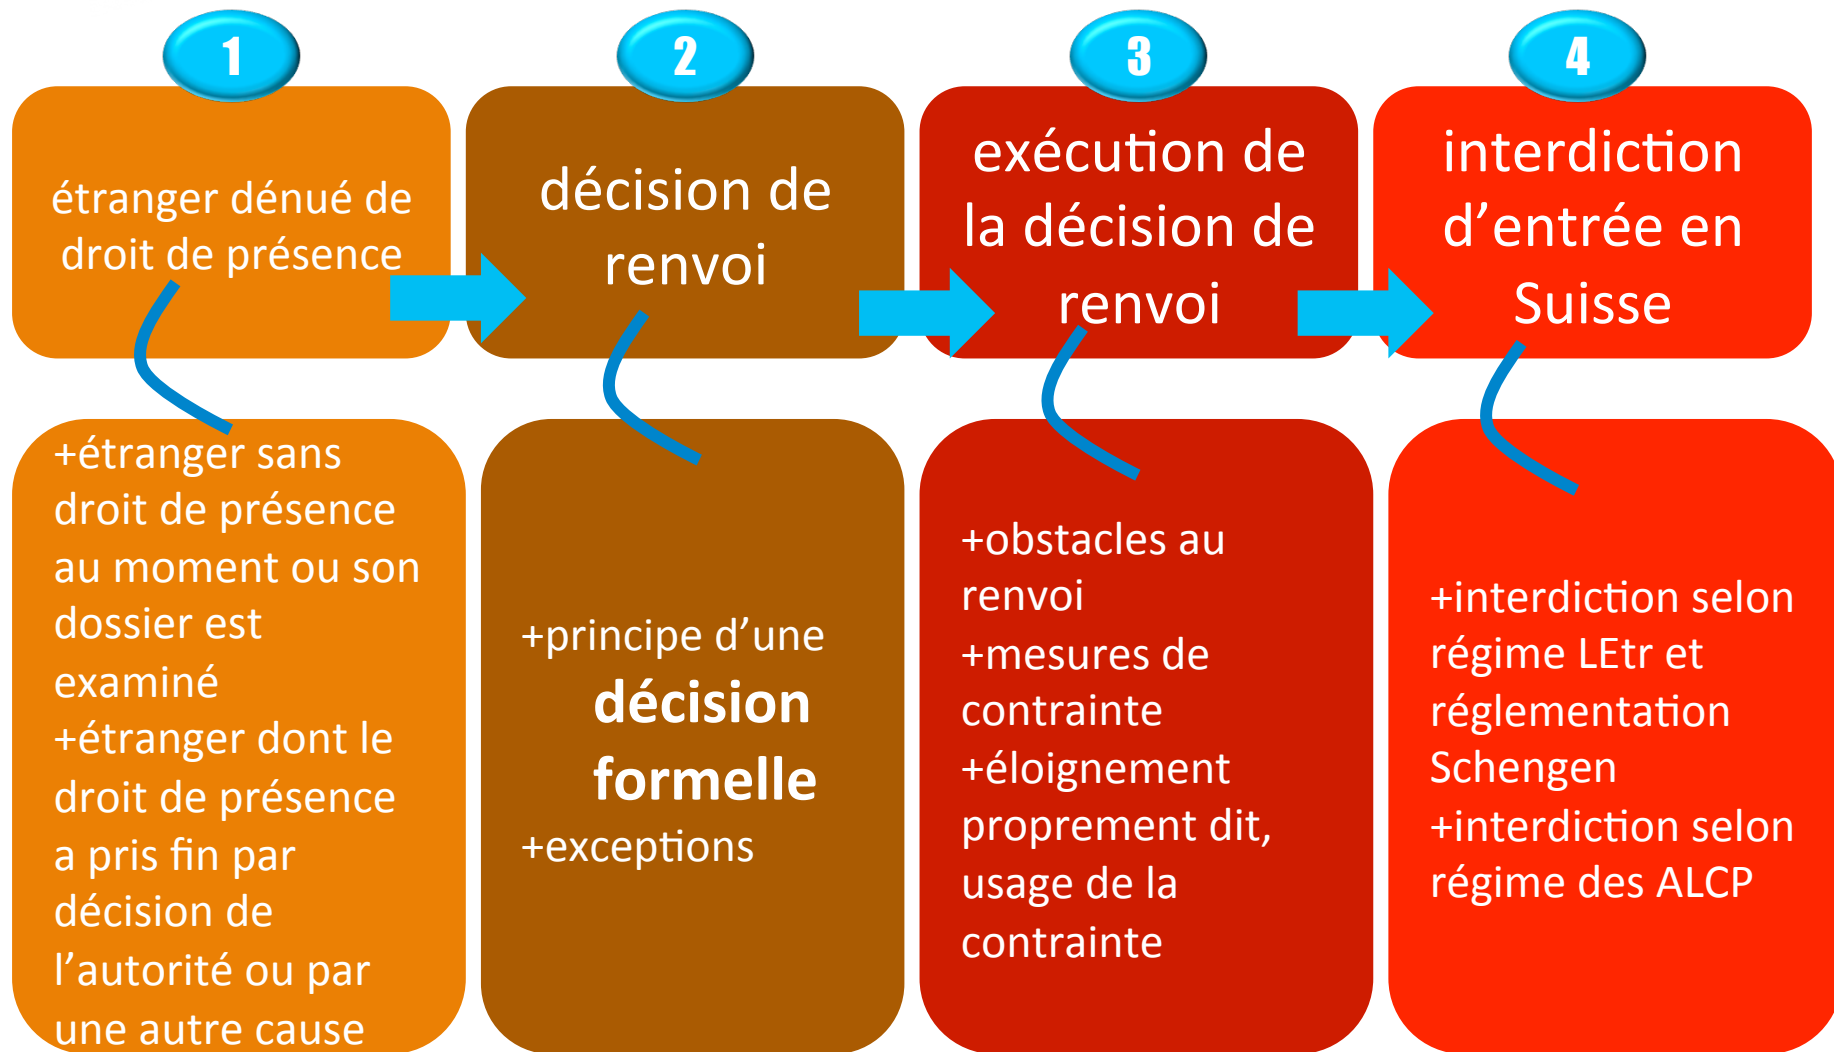 1
étranger dénué de
droit de présence
2
décision de
renvoi
3
exécution de
la décision de
renvoi
4
interdiction
d’entrée en
Suisse
+étranger sans
droit de présence
au moment ou son
dossier est
examiné
+étranger dont le
droit de présence
a pris fin par
décision de
l’autorité ou par
une autre cause
+principe d’une
décision
formelle
+exceptions
+obstacles au
renvoi
+mesures de
contrainte
+éloignement
proprement dit,
usage de la
contrainte
+interdiction selon
régime LEtr et
réglementation
Schengen
+interdiction selon
régime des ALCP